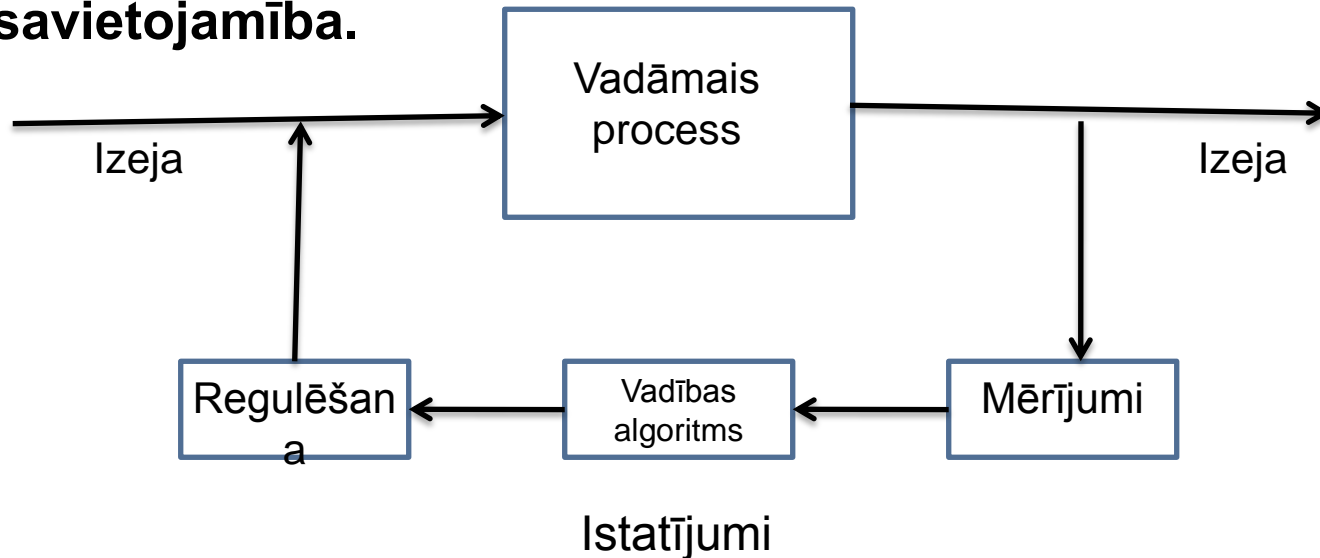 savietojamība.
Vadāmais
process
Izeja
Izeja
Regulēšan
a
Vadības
algoritms
Mērījumi
Istatījumi